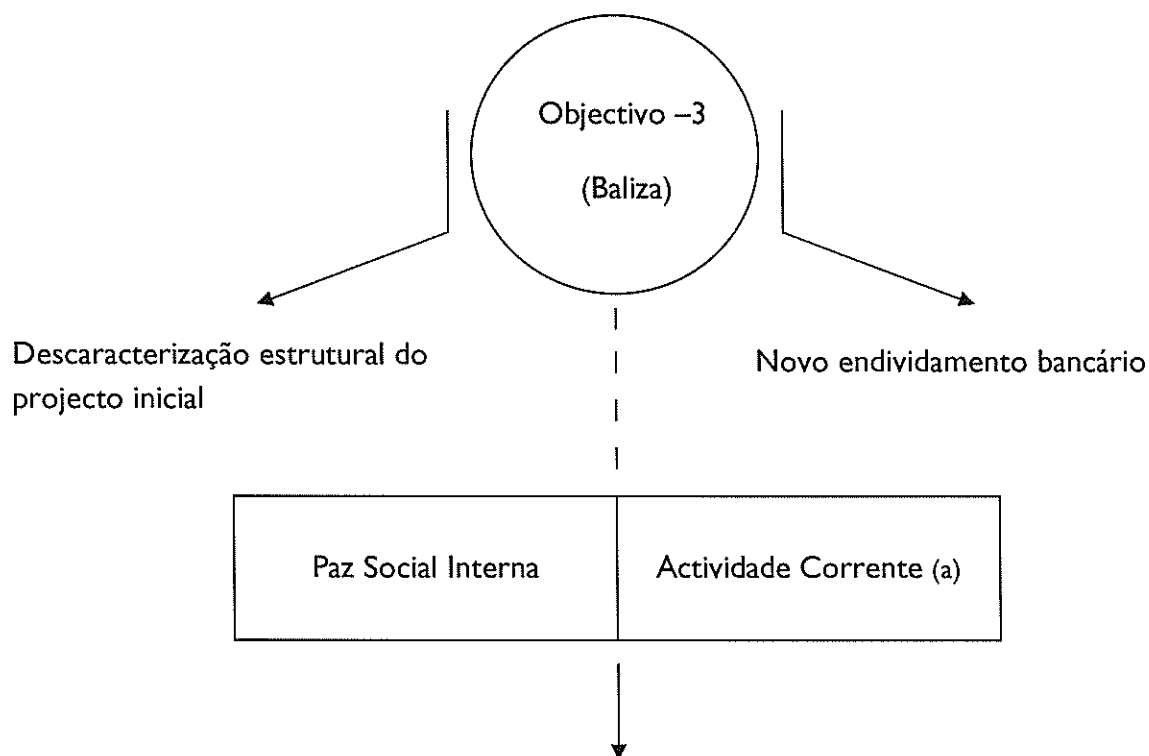 Objectivo –3
(Baliza)
Descaracterização estrutural do
projecto inicial
Novo endividamento bancário
Paz Social Interna
Actividade Corrente (a)